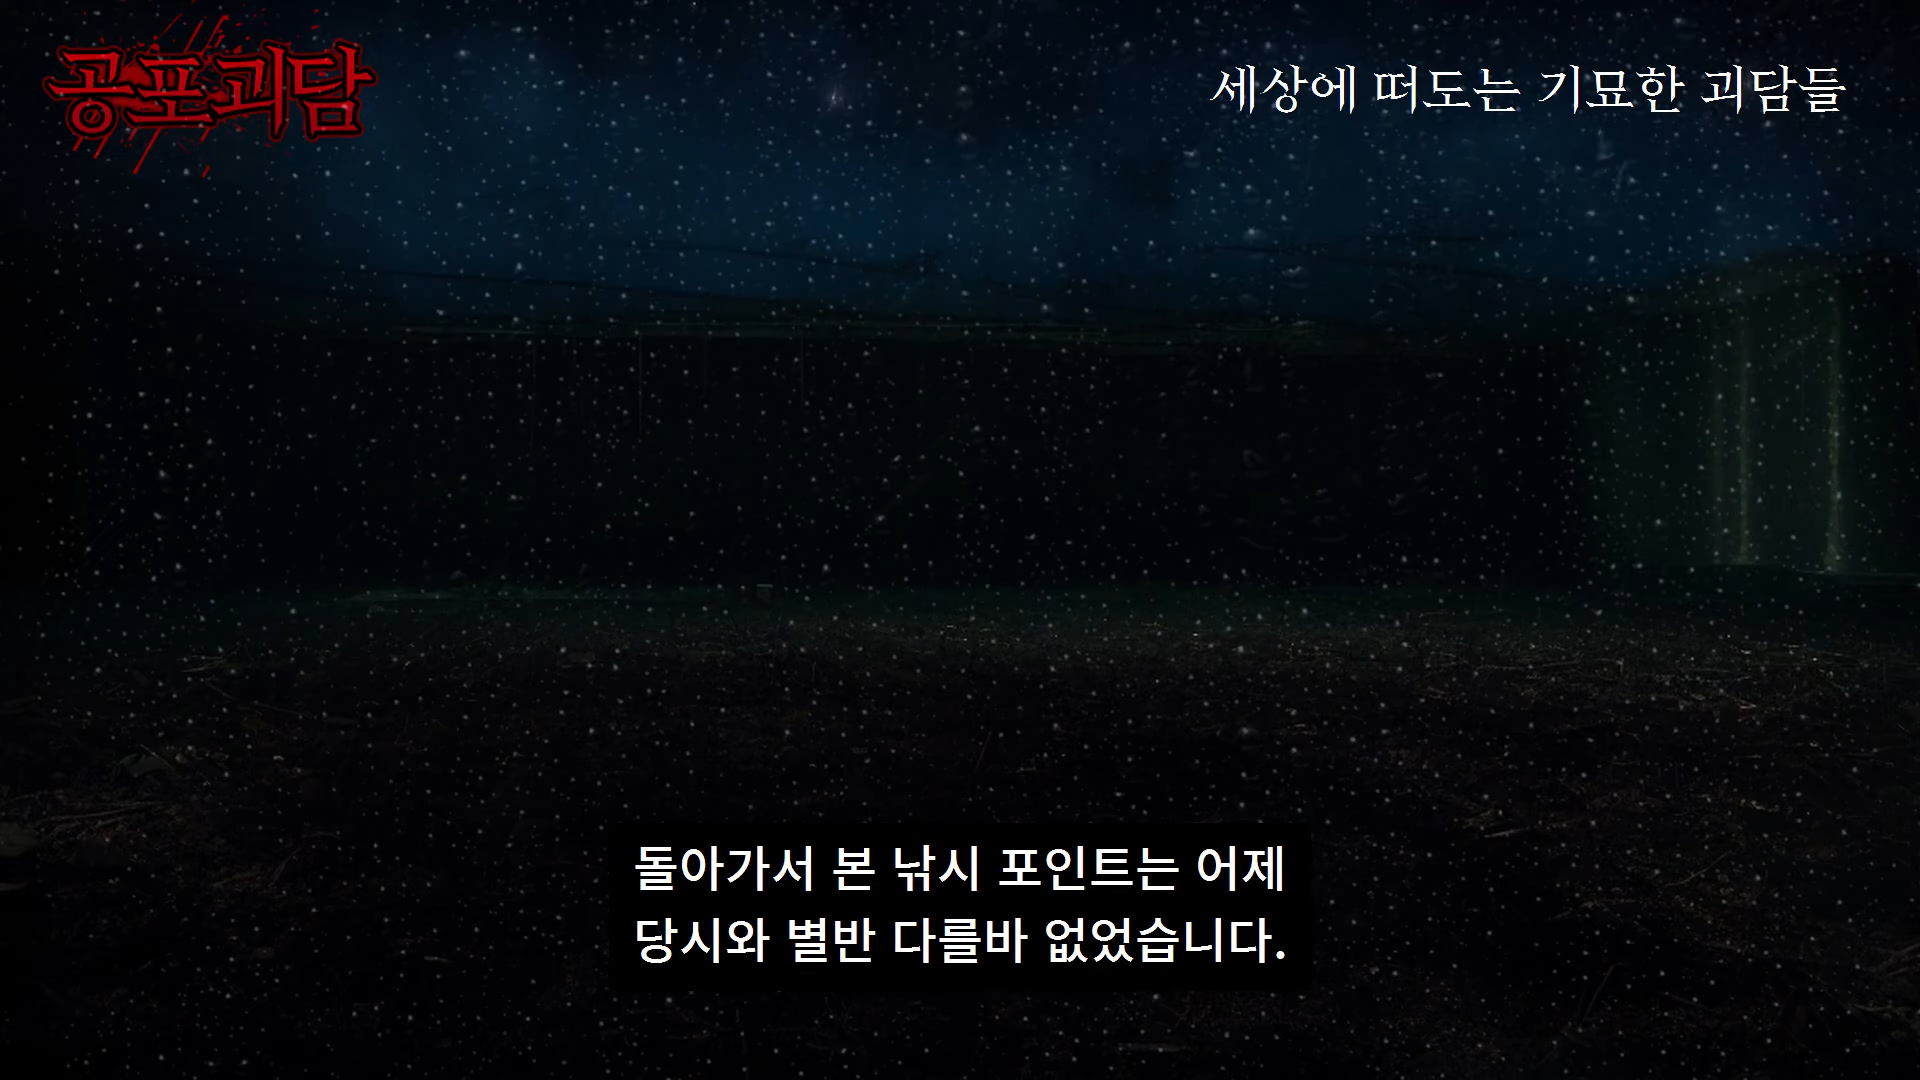 공포괴담
세상에 떠도는 기묘한 괴담들
돌아가서 본 낚시 포인트는 어제
당시와 별반 다를바 없었습니다.